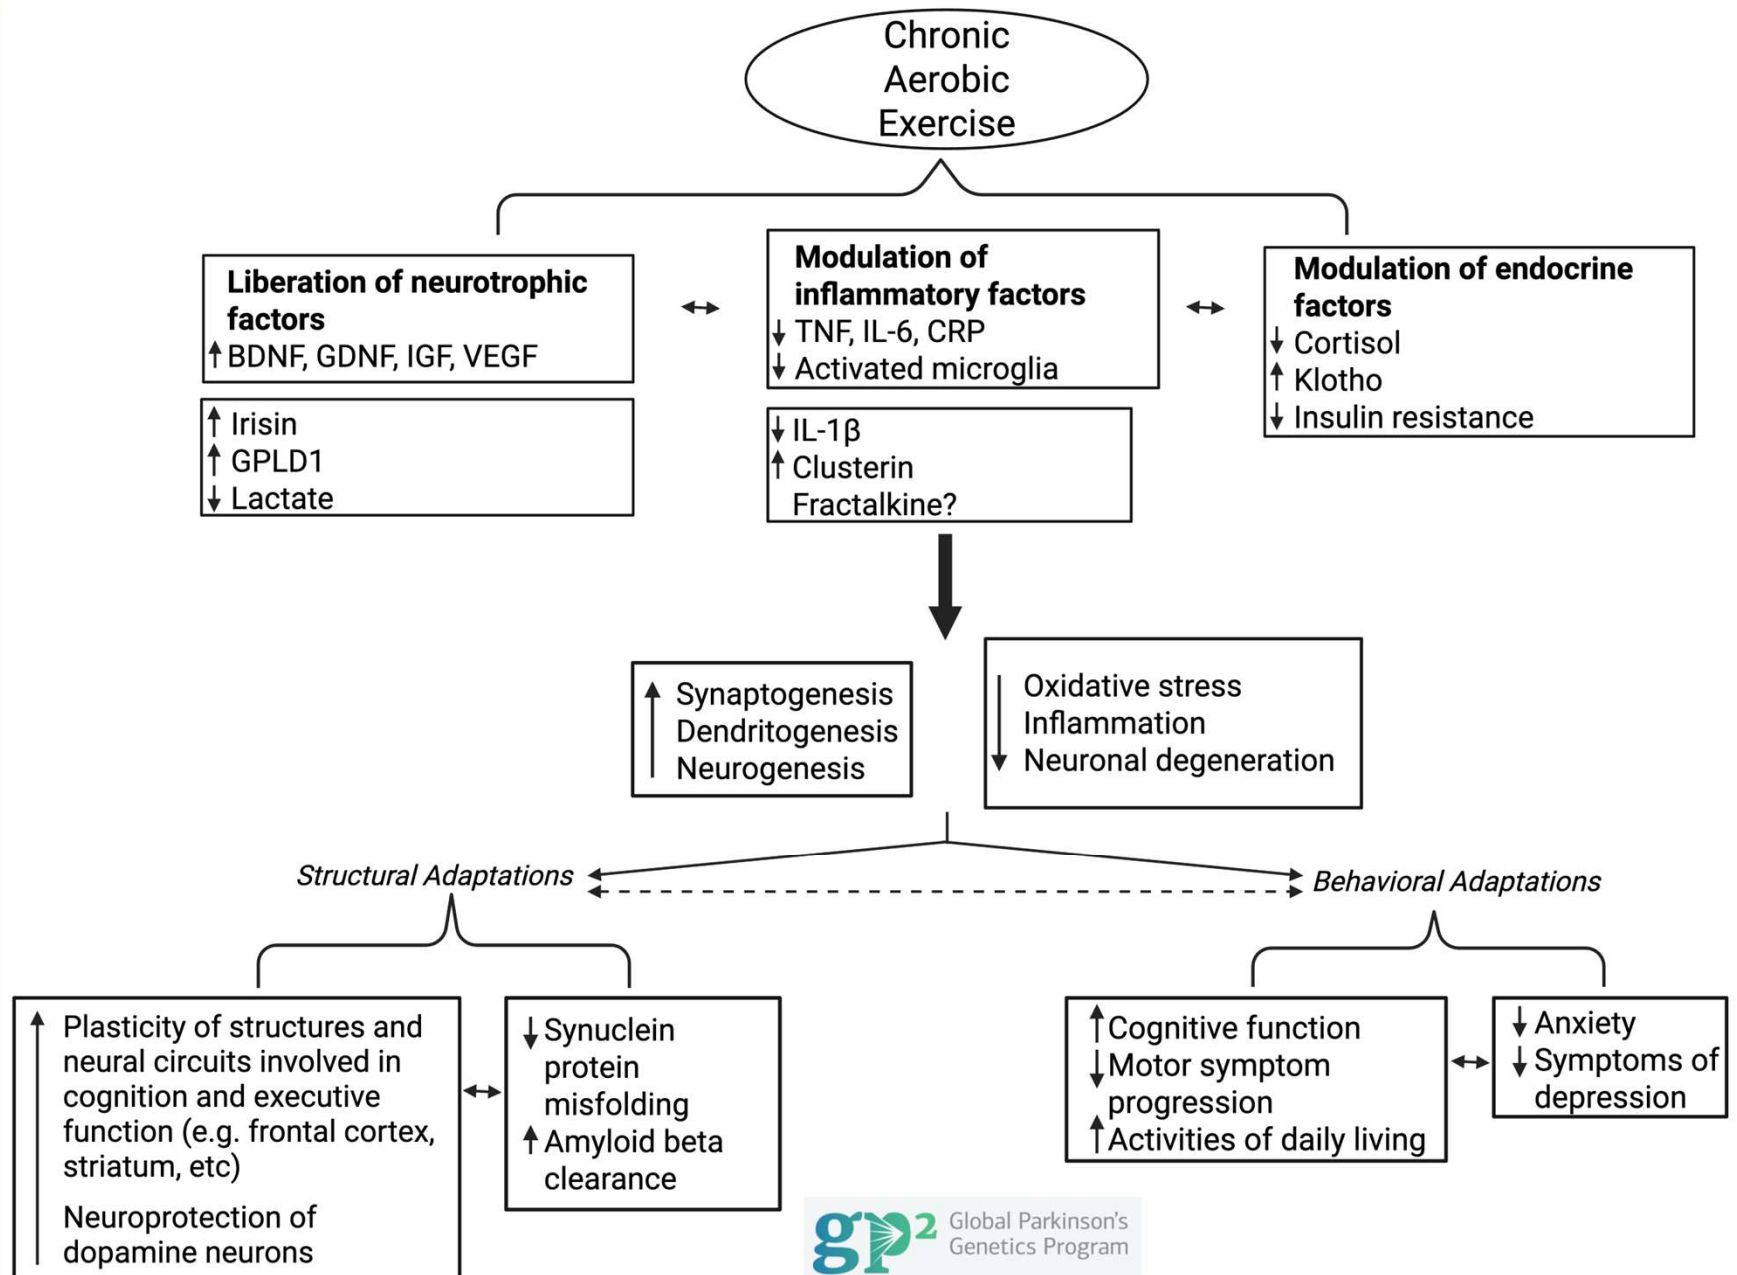 Chronic
Aerobic
Exercise
Liberation of neurotrophic
factors
↑ BDNF, GDNF, IGF, VEGF
↑ Irisin
↑ GPLD1
↓ Lactate
Modulation of
inflammatory factors
↓ TNF, IL-6, CRP
↓ Activated microglia
↓ IL-1β
↑ Clusterin
Fractalkine?
Modulation of endocrine
factors
↓ Cortisol
↑ Klotho
↓ Insulin resistance
Synaptogenesis
Dendritogenesis
Neurogenesis
Oxidative stress
Inflammation
Neuronal degeneration
Structural Adaptations
Behavioral Adaptations
Plasticity of structures and
neural circuits involved in
cognition and executive
function (e.g. frontal cortex,
striatum, etc)
Neuroprotection of
dopamine neurons
↓ Synuclein
protein
misfolding
↑ Amyloid beta
clearance
↑ Cognitive function
↓ Motor symptom
progression
↑ Activities of daily living
↓ Anxiety
↓ Symptoms of
depression
gp2 Global Parkinson's
Genetics Program